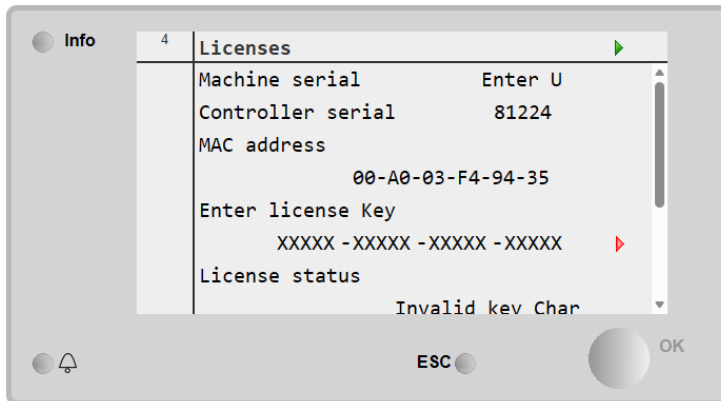 Info
4 Licenses
Machine serial Enter U
Controller serial 81224
MAC address
00-A0-03-F4-94-35
Enter license Key
XXXXX -XXXXX -XXXXX -XXXXX
License status
Invalid key Char
ESC
OK